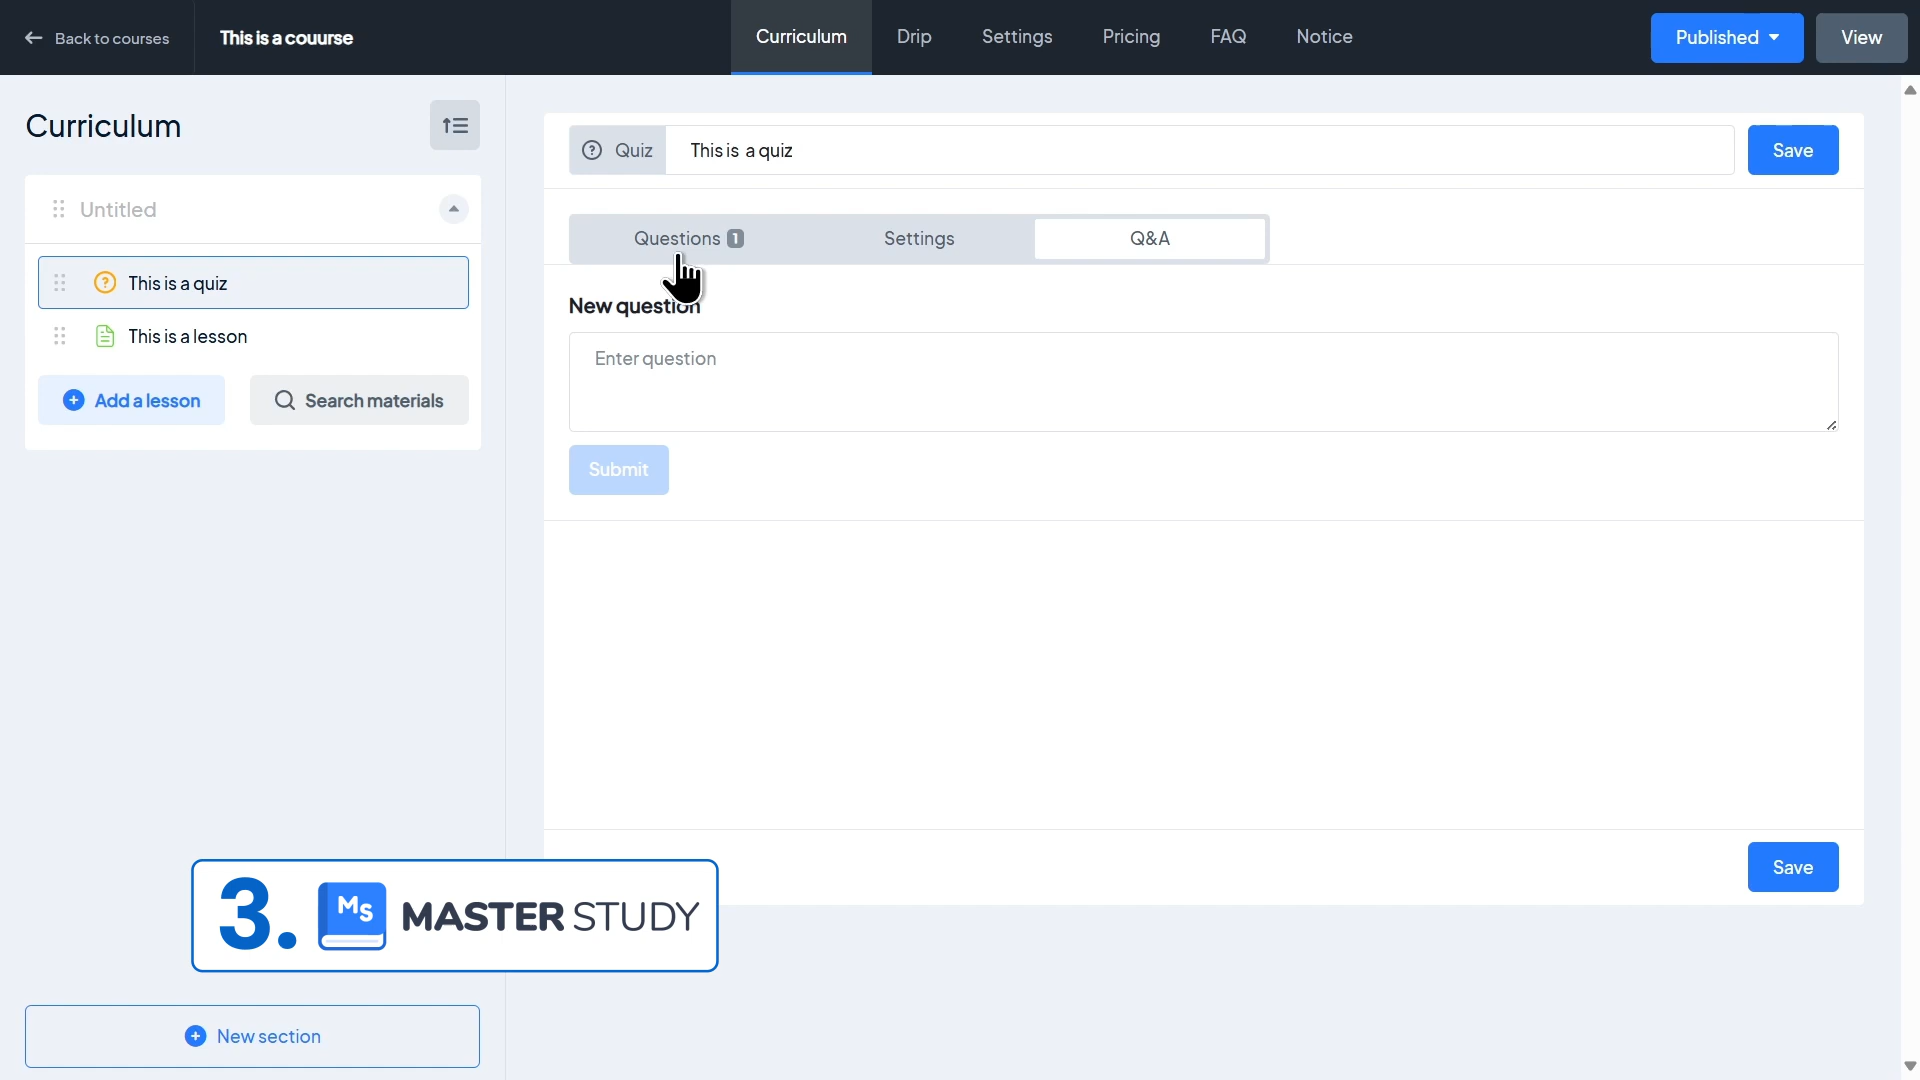 Back to courses
This is a couurse
Curriculum
Drip
Settings
Pricing
FAQ
Notice
Published
View
Curriculum
Untitled
This is a quiz
This is a lesson
Add a lesson
Search materials
New section
Quiz
This is a quiz
Save
Questions 1
Settings
Q&A
New question
Enter question
Submit
Save
3. MS MASTERSTUDY